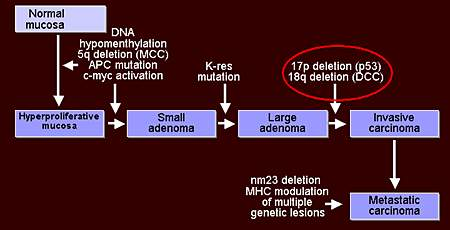 Normal
mucosa
DNA
hypomenthylation
5q deletion (MCC)
APC mutation
c-myc activation
K-res
mutation
17p deletion (p53)
18q deletion (DCC)
Hyperproliferative
mucosa
Small
adenoma
Large
adenoma
Invasive
carcinoma
nm23 deletion
MHC modulation
of multiple
genetic lesions
Metastatic
carcinoma